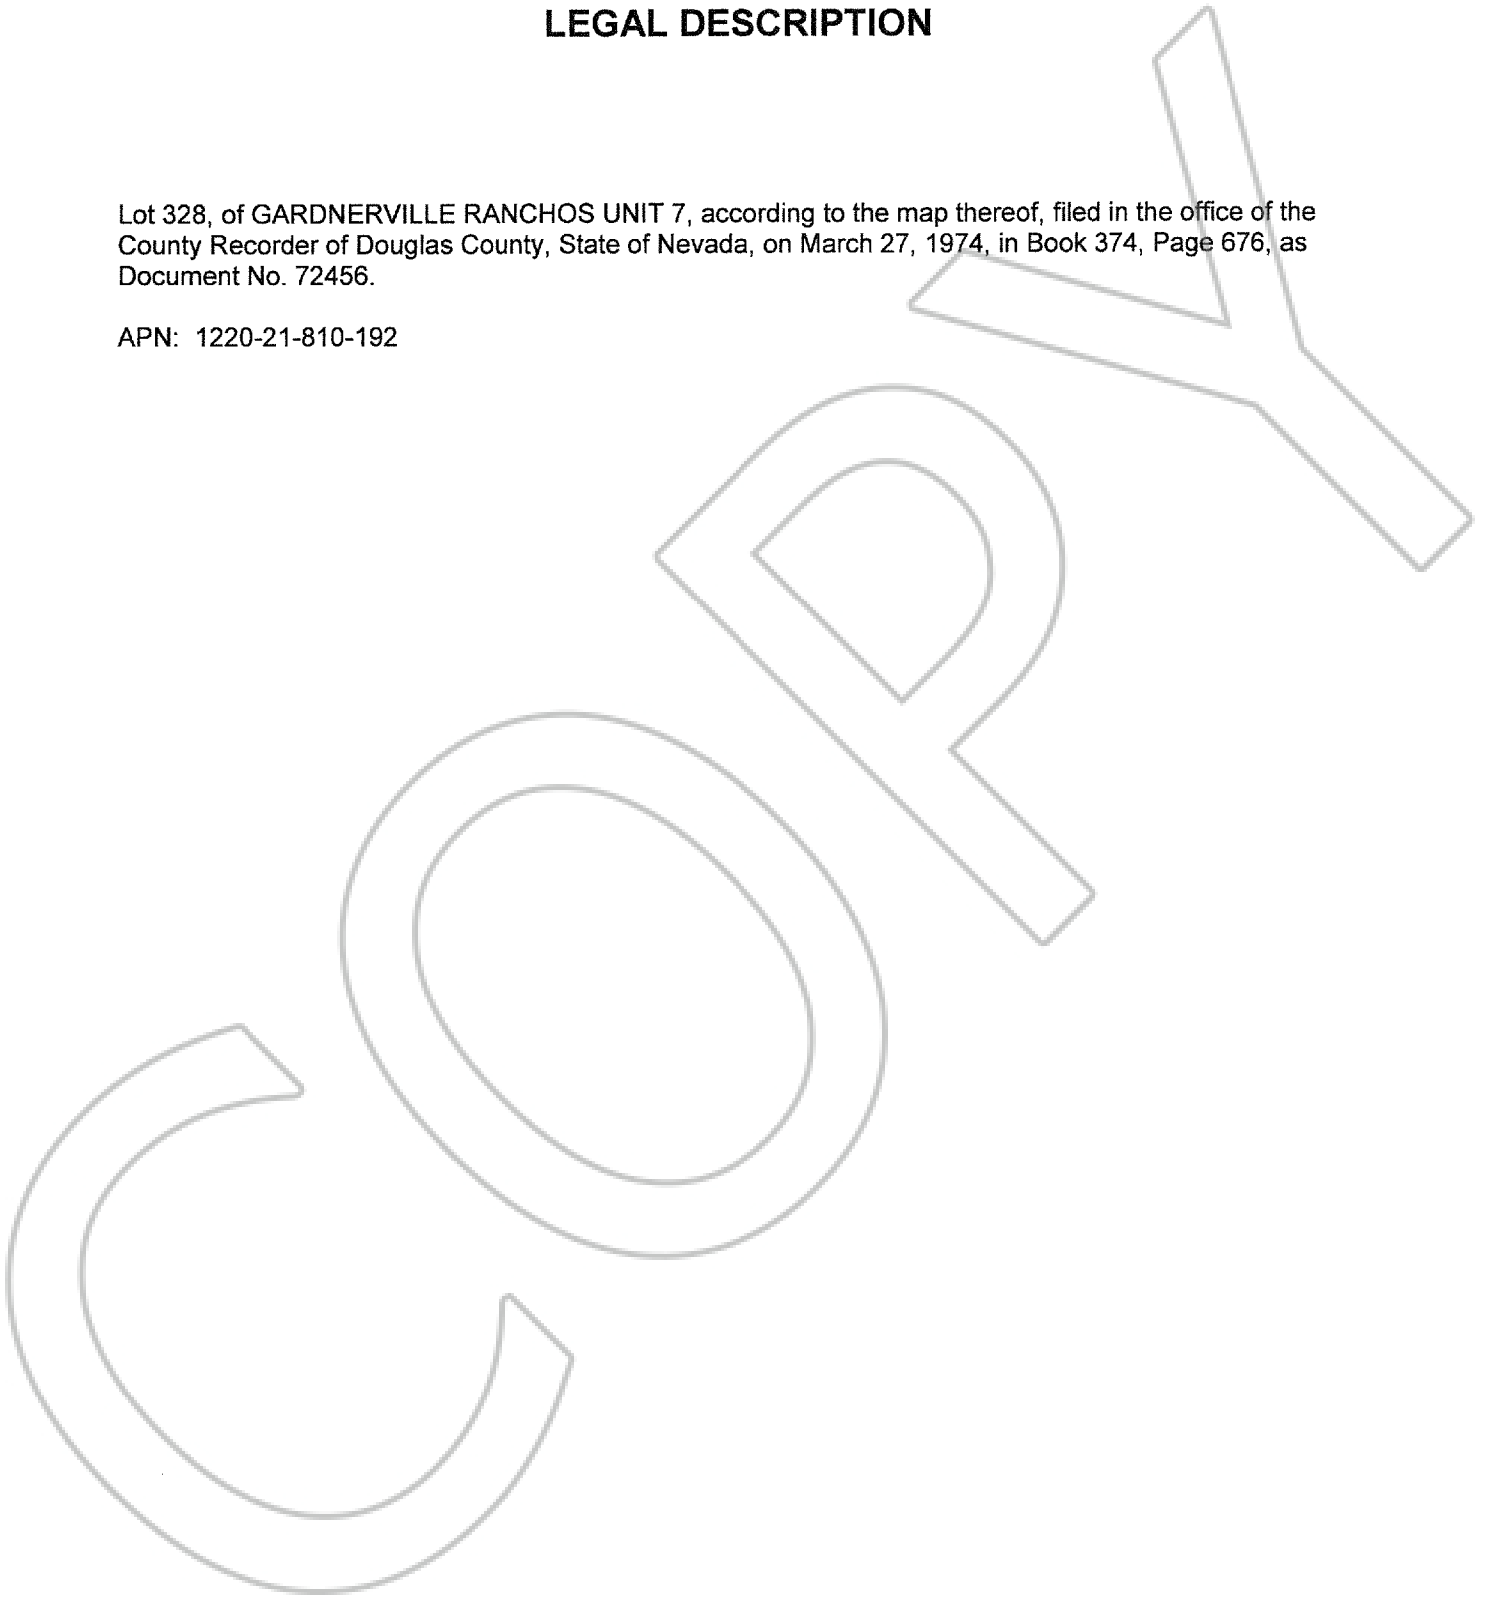 LEGAL DESCRIPTION
Lot 328, of GARDNERVILLE RANCHOS UNIT 7, according to the map thereof, filed in the office of the
County Recorder of Douglas County, State of Nevada, on March 27, 1974, in Book 374, Page 676, as
Document No. 72456.
APN: 1220-21-810-192
COPY